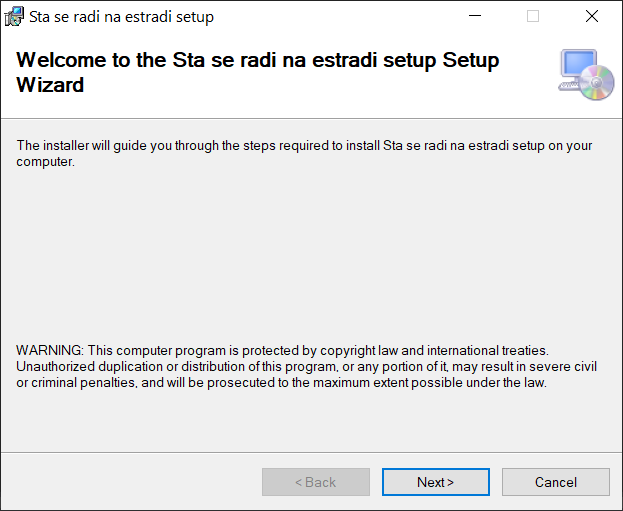 Sta se radi na estradi setup
Welcome to the Sta se radi na estradi setup Setup
Wizard
The installer will guide you through the steps required to install Sta se radi na estradi setup on your
computer.
WARNING: This computer program is protected by copyright law and international treaties.
Unauthorized duplication or distribution of this program, or any portion of it, may result in severe civil
or criminal penalties, and will be prosecuted to the maximum extent possible under the law.
< Back
Next >
Cancel